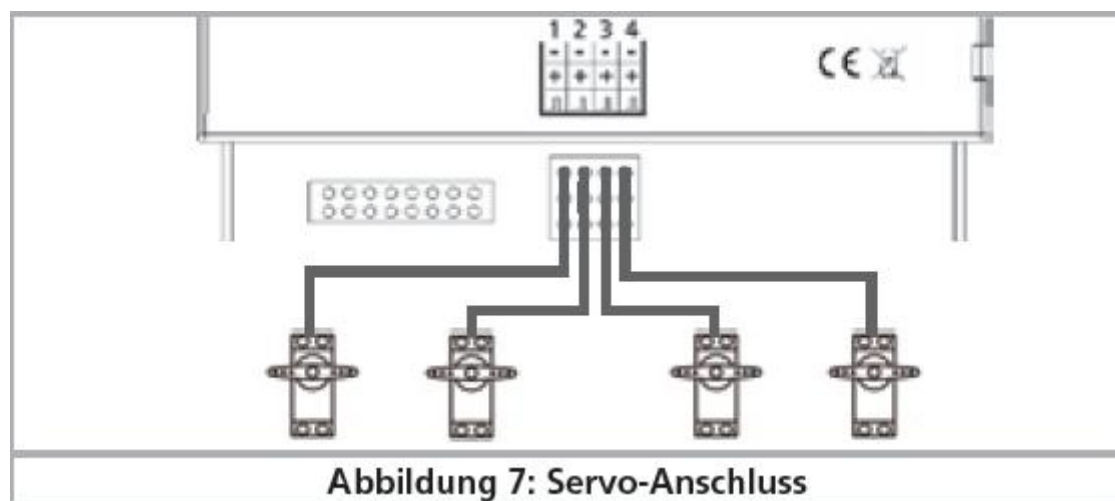 1 2 3 4
- - - -
+ + + +
CE
Abbildung 7: Servo-Anschluss